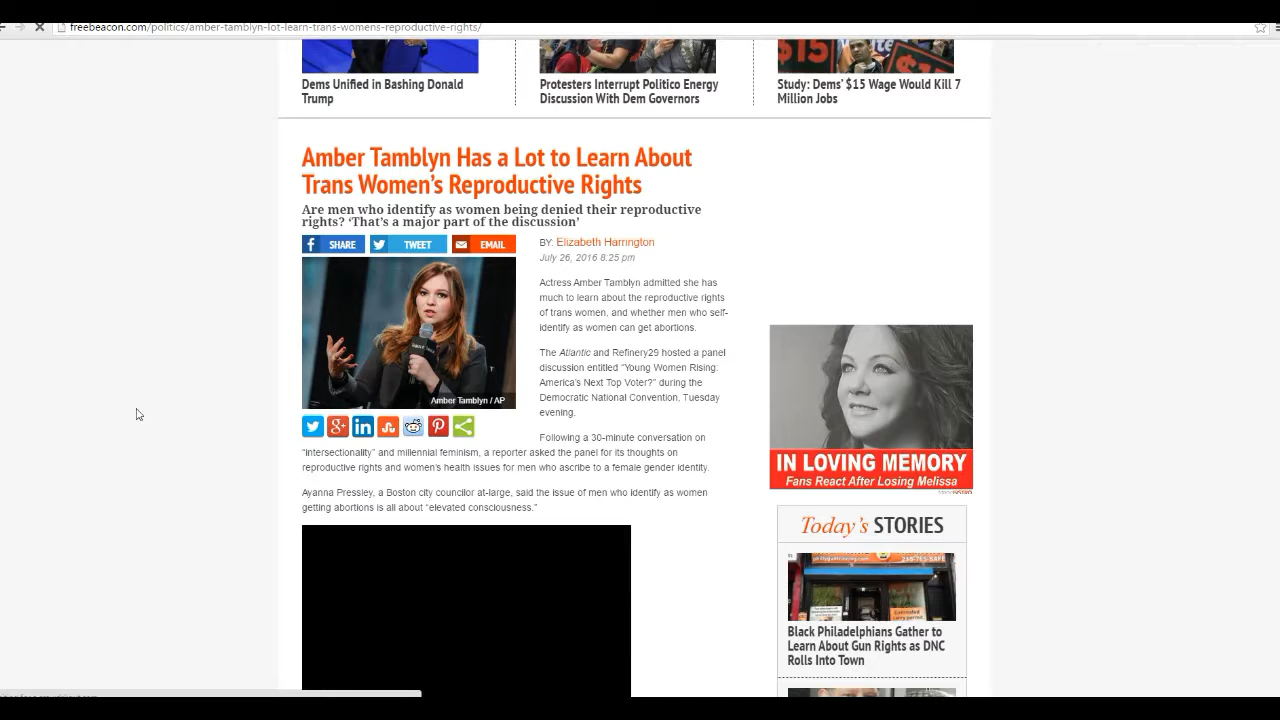 freebeacon.com/politics/amber-tamblyn-lot-learn-trans-womens-reproductive-rights/
Dems Unified in Bashing Donald
Trump
Protesters Interrupt Politico Energy
Discussion With Dem Governors
$15
Study: Dems' $15 Wage Would Kill 7
Million Jobs
Amber Tamblyn Has a Lot to Learn About
Trans Women's Reproductive Rights
Are men who identify as women being denied their reproductive
rights? 'That's a major part of the discussion'
SHARE
TWEET
EMAIL
BY: Elizabeth Harrington
July 26, 2016 8:25 pm
Amber Tamblyn / AP
Actress Amber Tamblyn admitted she has
much to learn about the reproductive rights
of trans women, and whether men who self-
identify as women can get abortions.
The Atlantic and Refinery29 hosted a panel
discussion entitled “Young Women Rising:
America's Next Top Voter?” during the
Democratic National Convention, Tuesday
evening.
Following a 30-minute conversation on
“intersectionality” and millennial feminism, a reporter asked the panel for its thoughts on
reproductive rights and women's health issues for men who ascribe to a female gender identity.
Ayanna Pressley, a Boston city councilor at-large, said the issue of men who identify as women
getting abortions is all about “elevated consciousness.”
IN LOVING MEMORY
Fans React After Losing Melissa
Today's STORIES
Black Philadelphians Gather to
Learn About Gun Rights as DNC
Rolls Into Town